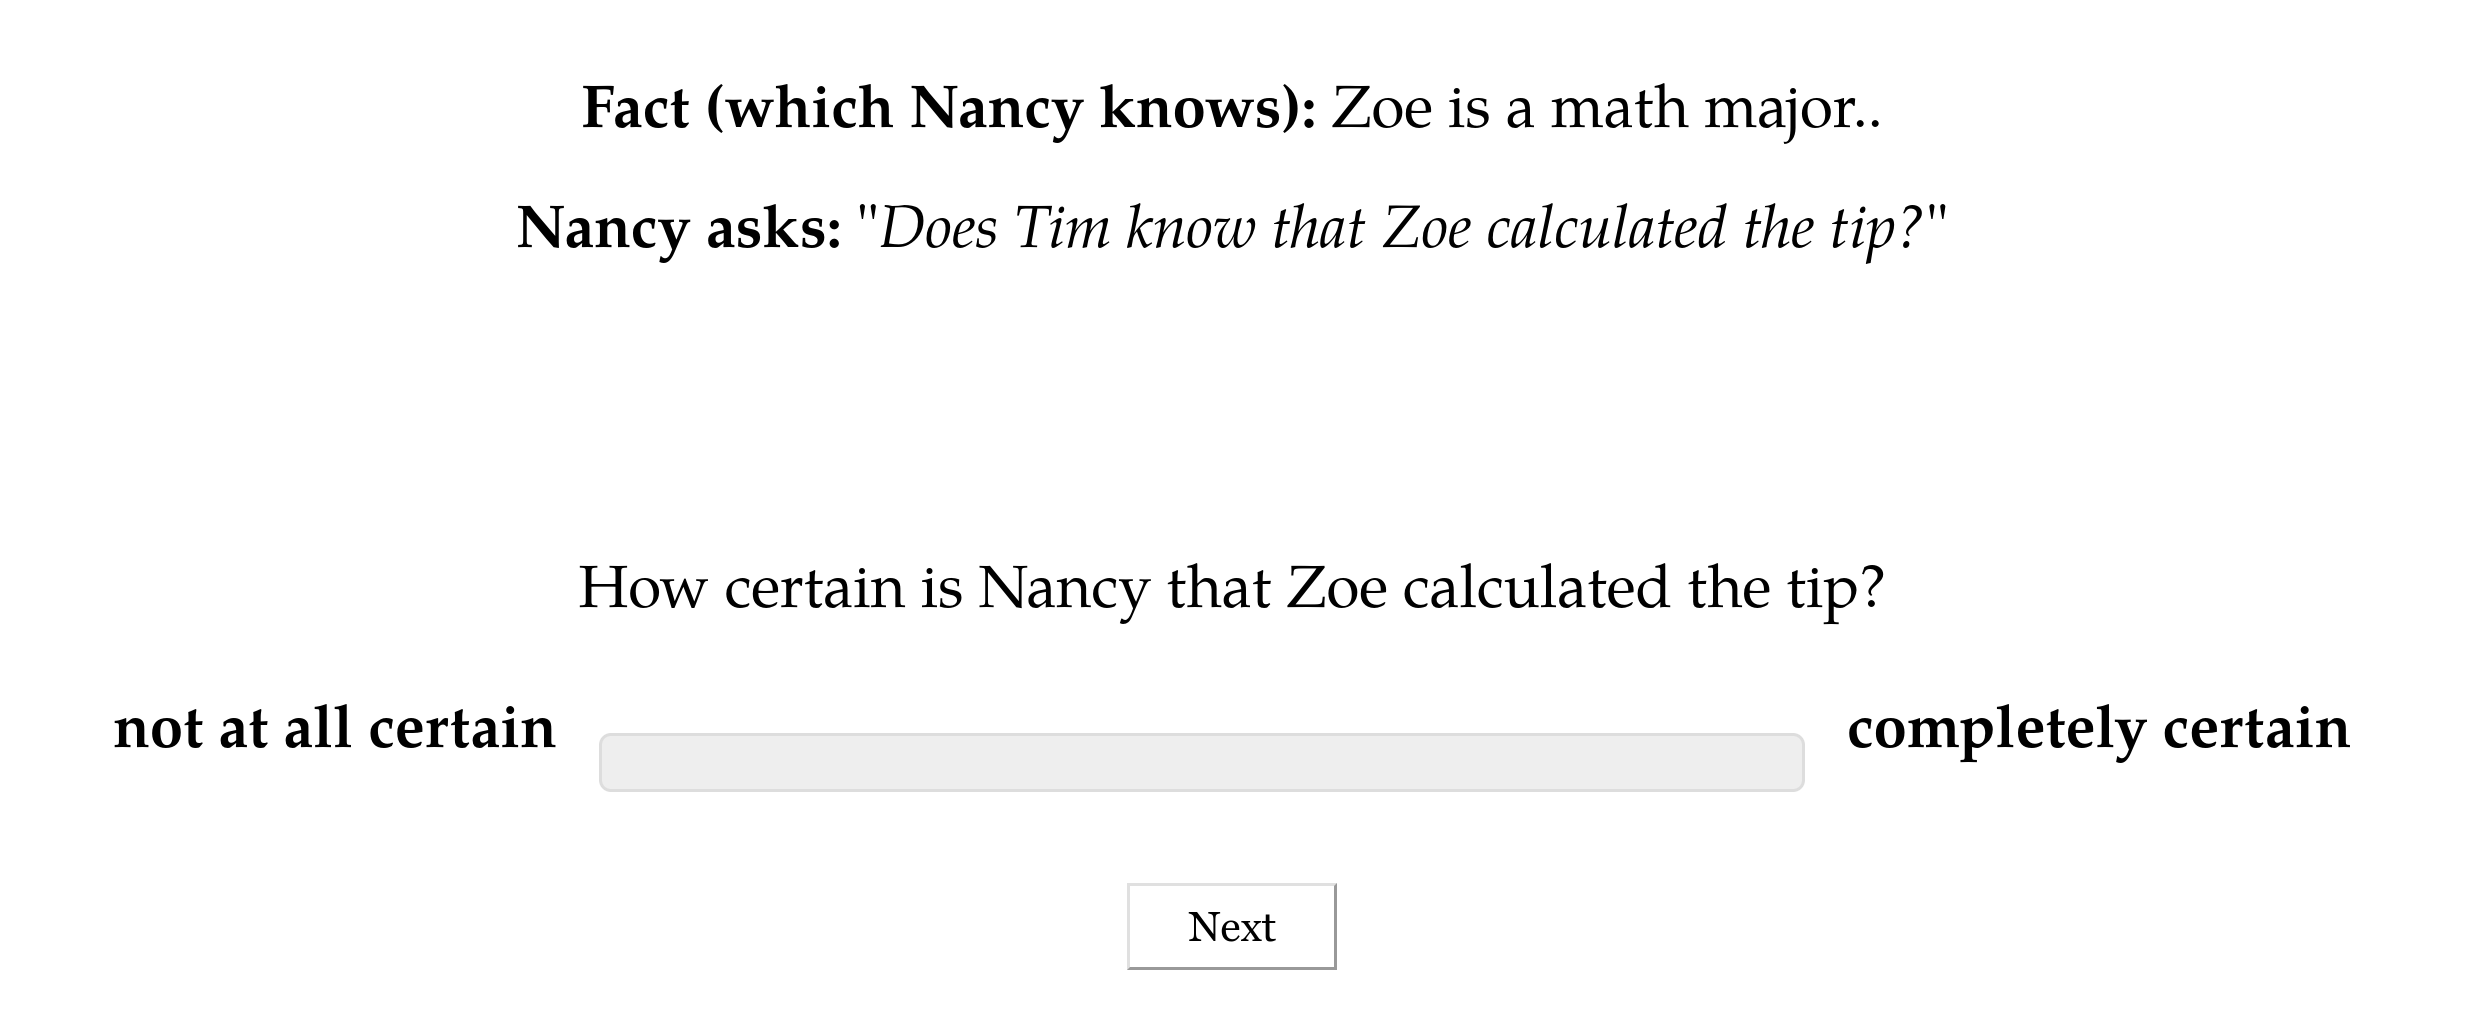 Fact (which Nancy knows): Zoe is a math major..
Nancy asks: "Does Tim know that Zoe calculated the tip?"
How certain is Nancy that Zoe calculated the tip?
not at all certain completely certain
Next